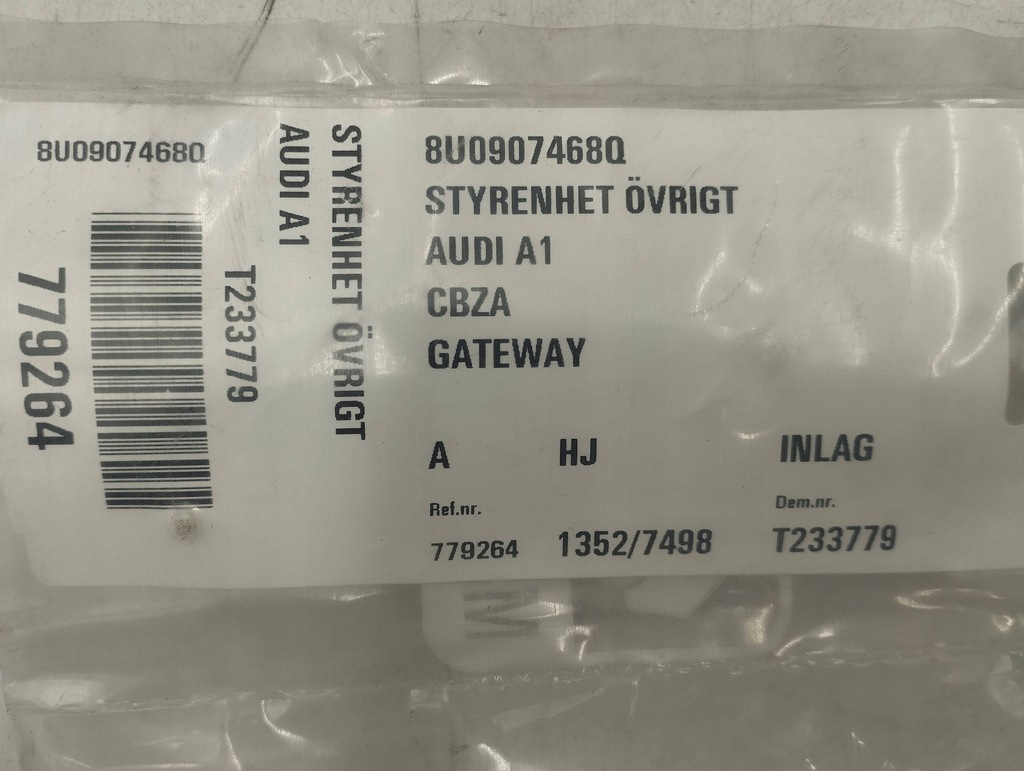 8U0907468Q
779264
T233779
AUDI A1
STYRENHET ÖVRIGT
8U0907468Q
STYRENHET ÖVRIGT
AUDI A1
CBZA
GATEWAY
A HJ INLAG
Ref.nr. Dem.nr.
779264 1352/7498 T233779
M